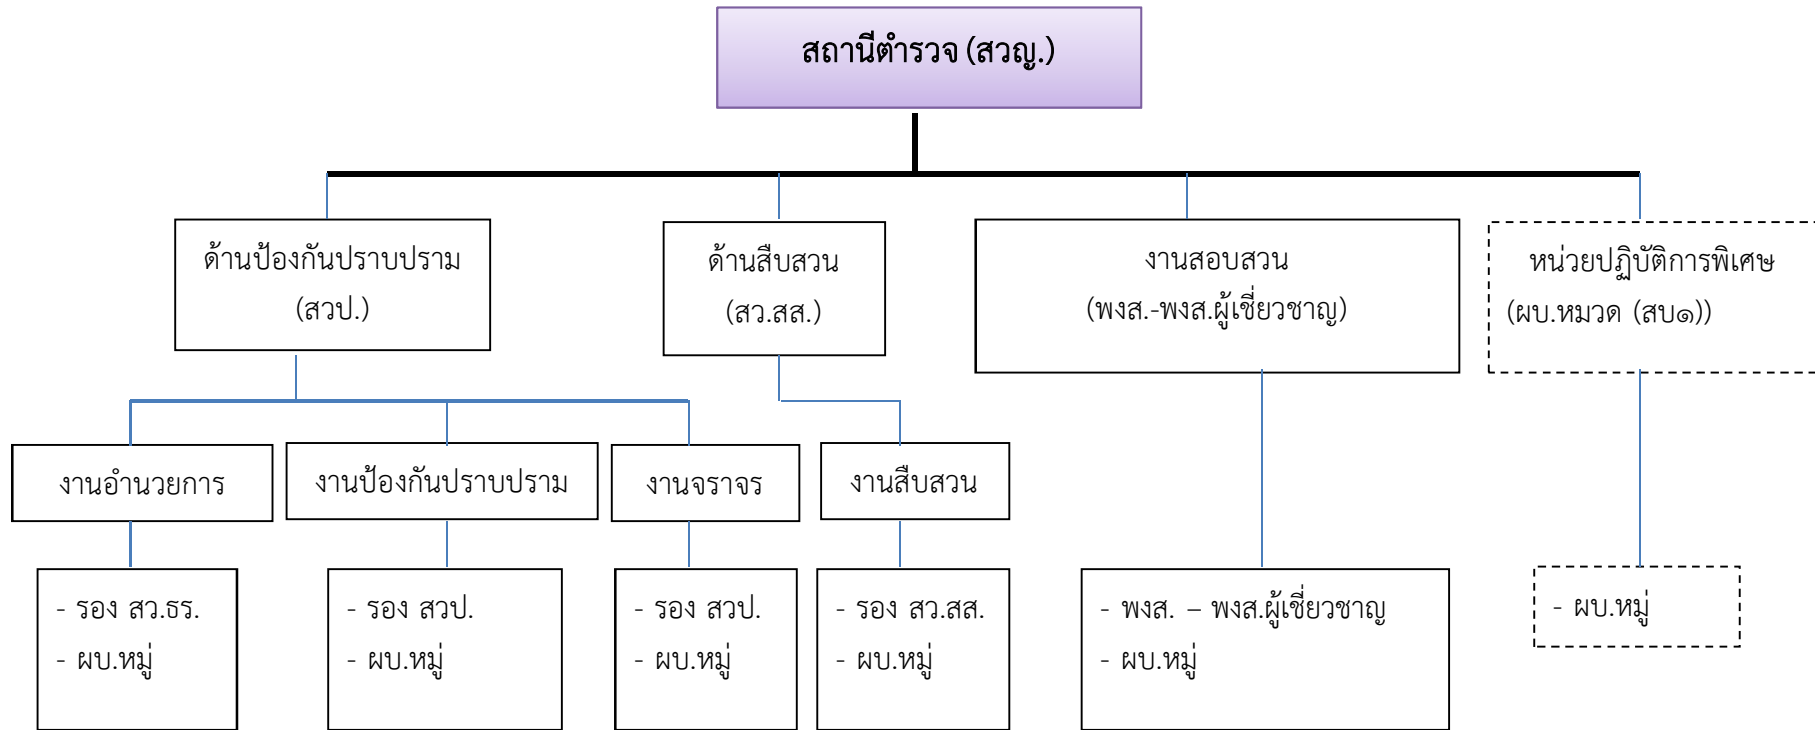 สถานีตำรวจ (สวญ.)
ด้านป้องกันปราบปราม
(สวป.)
ด้านสืบสวน
(สว.สส.)
งานสอบสวน
(พงส.-พงส.ผู้เชี่ยวชาญ)
หน่วยปฏิบัติการพิเศษ
(ผบ.หมวด (สบ๑))
งานอำนวยการ
งานป้องกันปราบปราม
งานจราจร
งานสืบสวน
- รอง สว.ธร.
- ผบ.หมู่
- รอง สวป.
- ผบ.หมู่
- รอง สวป.
- ผบ.หมู่
- รอง สว.สส.
- ผบ.หมู่
- พงส. – พงส.ผู้เชี่ยวชาญ
- ผบ.หมู่
- ผบ.หมู่